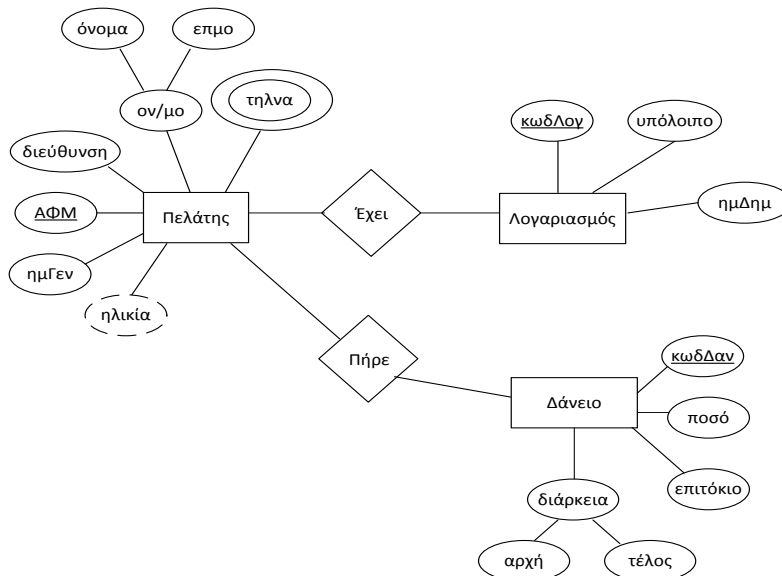 όνομα
επμο
ον/μο
τηλνα
διεύθυνση
ΑΦΜ
Πελάτης
ημΓεν
ηλικία
Έχει
κωδΛογ
υπόλοιπο
Λογαριασμός
ημΔημ
Πήρε
κωδΔαν
Δάνειο
ποσό
επιτόκιο
διάρκεια
αρχή
τέλος